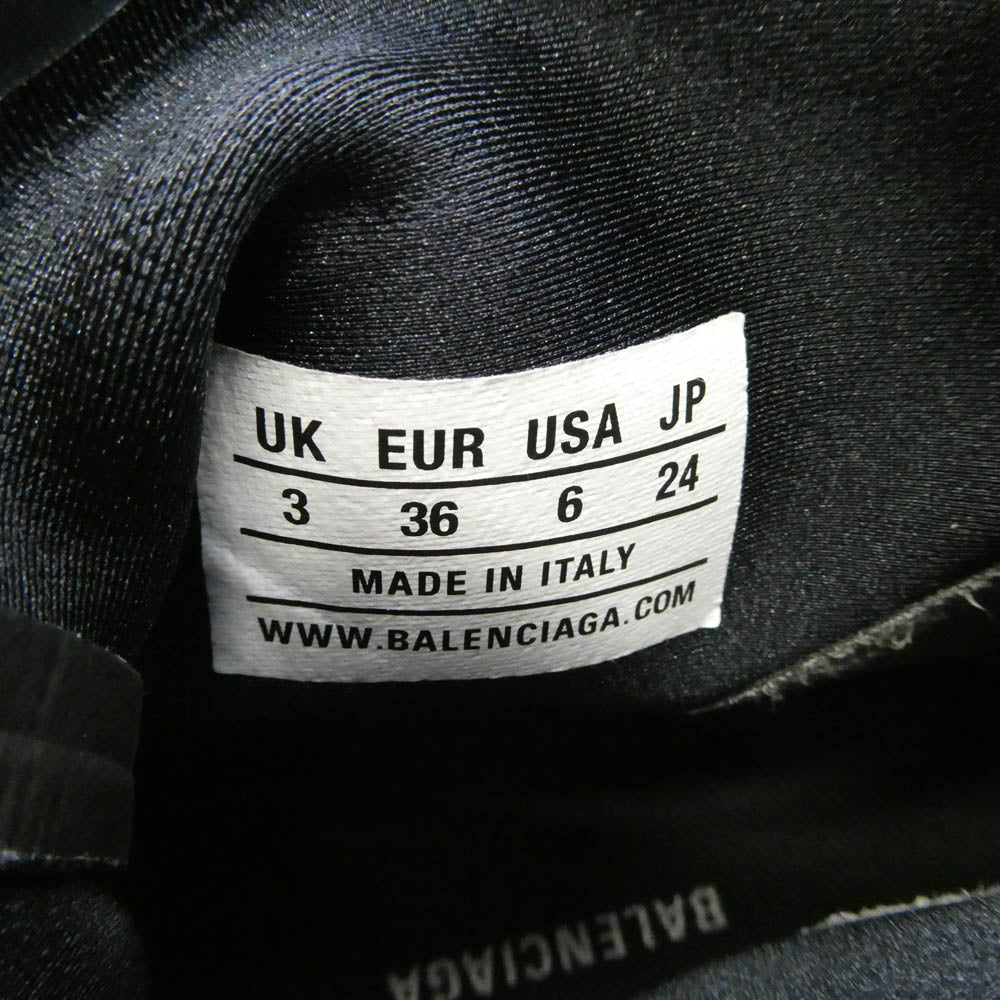 UK EUR USA JP
3 36 6 24
MADE IN ITALY
WWW.BALENCIAGA.COM
BALENCIAGA